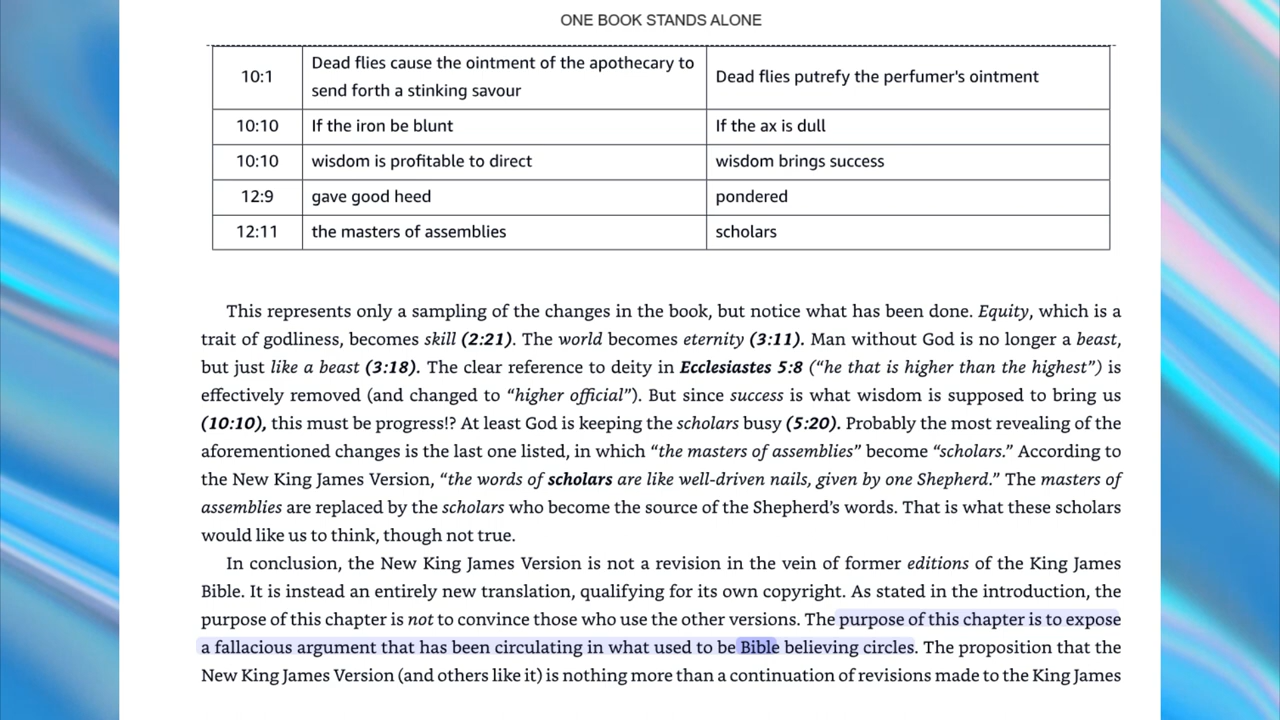 ONE BOOK STANDS ALONE
10:1 Dead flies cause the ointment of the apothecary to send forth a stinking savour Dead flies putrefy the perfumer's ointment
10:10 If the iron be blunt If the ax is dull
10:10 wisdom is profitable to direct wisdom brings success
12:9 gave good heed pondered
12:11 the masters of assemblies scholars
This represents only a sampling of the changes in the book, but notice what has been done. Equity, which is a
trait of godliness, becomes skill (2:21). The world becomes eternity (3:11). Man without God is no longer a beast,
but just like a beast (3:18). The clear reference to deity in Ecclesiastes 5:8 (“he that is higher than the highest”) is
effectively removed (and changed to “higher official”). But since success is what wisdom is supposed to bring us
(10:10), this must be progress!? At least God is keeping the scholars busy (5:20). Probably the most revealing of the
aforementioned changes is the last one listed, in which “the masters of assemblies” become “scholars.” According to
the New King James Version, “the words of scholars are like well-driven nails, given by one Shepherd.” The masters of
assemblies are replaced by the scholars who become the source of the Shepherd’s words. That is what these scholars
would like us to think, though not true.
In conclusion, the New King James Version is not a revision in the vein of former editions of the King James
Bible. It is instead an entirely new translation, qualifying for its own copyright. As stated in the introduction, the
purpose of this chapter is not to convince those who use the other versions. The purpose of this chapter is to expose
a fallacious argument that has been circulating in what used to be Bible believing circles. The proposition that the
New King James Version (and others like it) is nothing more than a continuation of revisions made to the King James